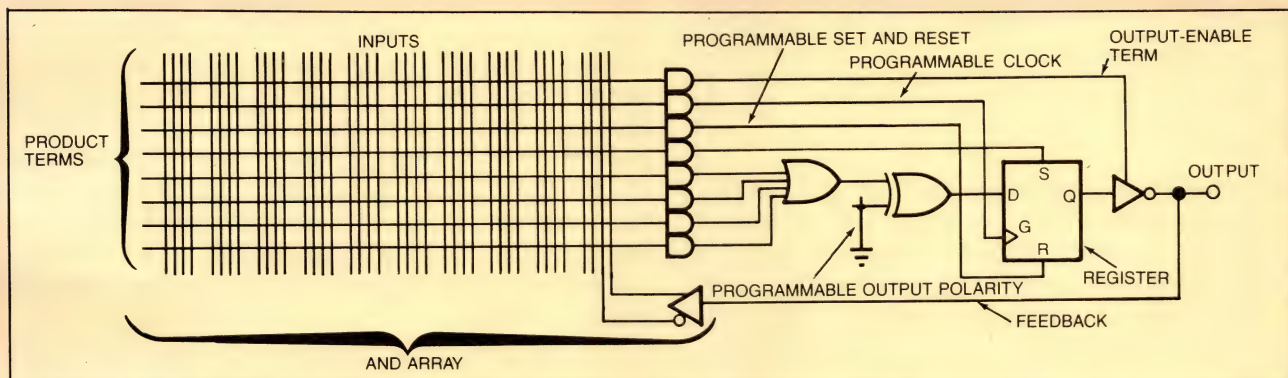 INPUTS
PROGRAMMABLE SET AND RESET
OUTPUT-ENABLE
TERM
PROGRAMMABLE CLOCK
PRODUCT
TERMS
S
D
Q
G
R
OUTPUT
REGISTER
PROGRAMMABLE OUTPUT POLARITY
FEEDBACK
AND ARRAY